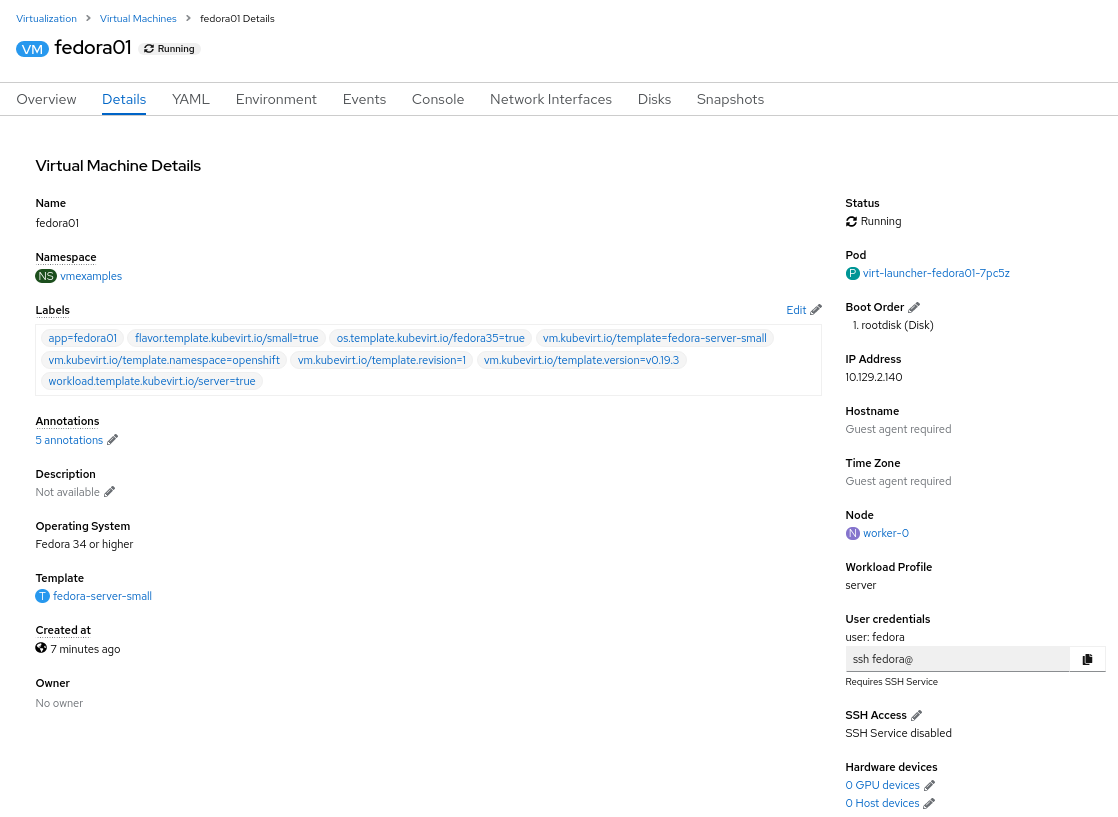 Virtualization > Virtual Machines > fedora01 Details
VM fedora01 Running
Overview Details YAML Environment Events Console Network Interfaces Disks Snapshots
Virtual Machine Details
Name
fedora01
Namespace
NS vmexamples
Labels
Edit
app=fedora01 flavor.template.kubevirt.io/small=true os.template.kubevirt.io/fedora35=true vm.kubevirt.io/template=fedora-server-small
vm.kubevirt.io/template.namespace=openshift vm.kubevirt.io/template.revision=1 vm.kubevirt.io/template.version=v0.19.3
workload.template.kubevirt.io/server=true
Annotations
5 annotations
Description
Not available
Operating System
Fedora 34 or higher
Template
T fedora-server-small
Created at
7 minutes ago
Owner
No owner
Status
Running
Pod
P virt-launcher-fedora01-7pc5z
Boot Order
1. rootdisk (Disk)
IP Address
10.129.2.140
Hostname
Guest agent required
Time Zone
Guest agent required
Node
N worker-0
Workload Profile
server
User credentials
user: fedora
ssh fedora@
Requires SSH Service
SSH Access
SSH Service disabled
Hardware devices
0 GPU devices
0 Host devices